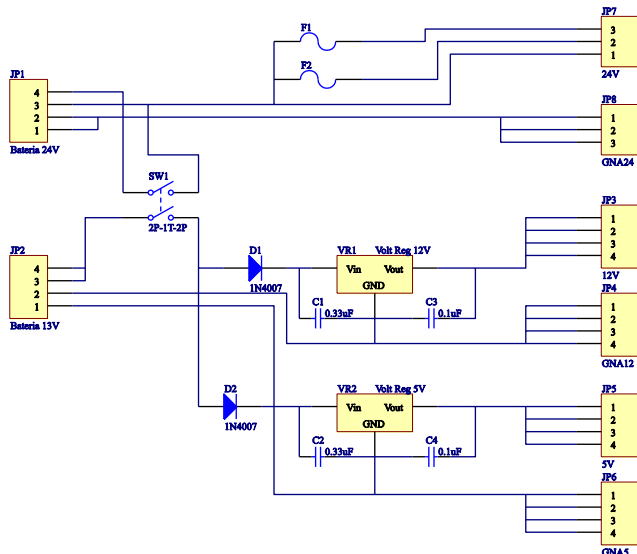 F1
F2
JP7
3
2
1
24V
JP1
4
3
2
1
Bateria 24V
JP8
1
2
3
GNA24
SW1
2P-1T-2P
JP2
4
3
2
1
Bateria 13V
D1
1N4007
VR1 Volt Reg 12V
Vin Vout
GND
C1
0.33uF
C3
0.1uF
JP3
1
2
3
4
12V
JP4
1
2
3
4
GNA12
D2
1N4007
VR2 Volt Reg 5V
Vin Vout
GND
C2
0.33uF
C4
0.1uF
JP5
1
2
3
4
5V
JP6
1
2
3
4
GNA5